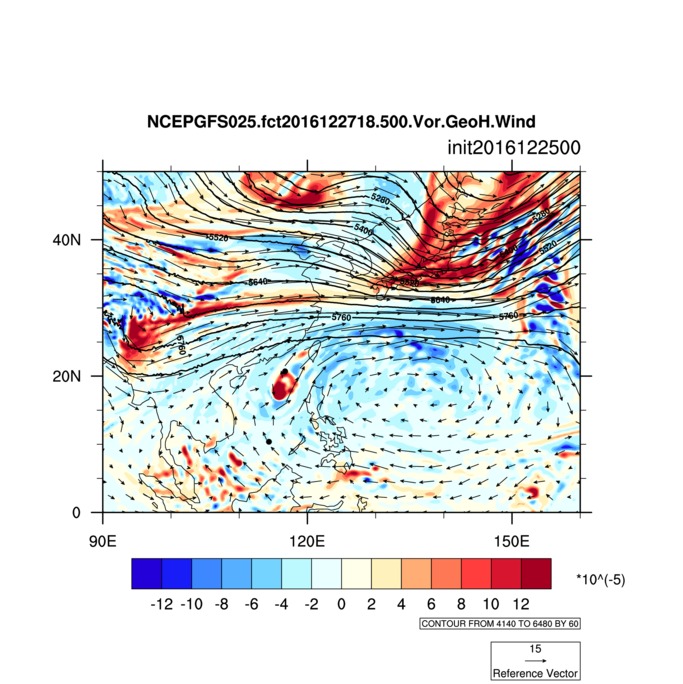 NCEPGFS025.fct2016122718.500.Vor.GeoH.Wind
init2016122500
5280
5280
5400
5520
5520
5640
5640
5760
5760
5760
40N
20N
0
90E 120E 150E
-12 -10 -8 -6 -4 -2 0 2 4 6 8 10 12
*10^(-5)
CONTOUR FROM 4140 TO 6480 BY 60
15
Reference Vector